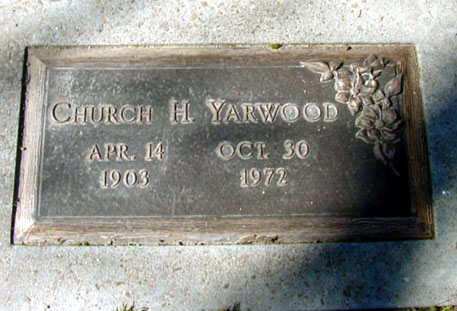 CHURCH H. YARWOOD
APR. 14 OCT. 30
1903 1972